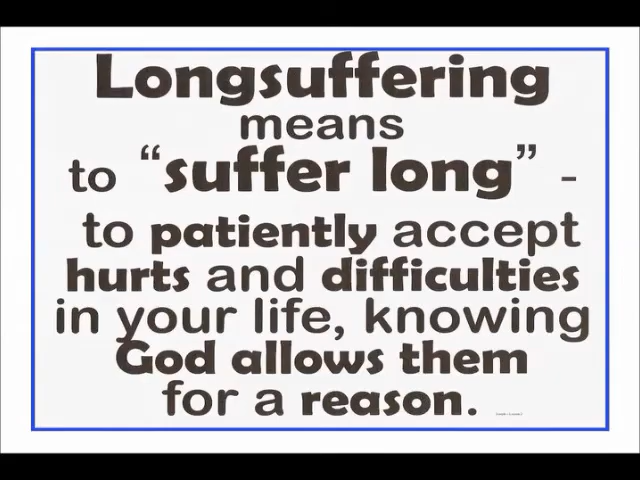 Longsuffering
means
to “suffer long” -
to patiently accept
hurts and difficulties
in your life, knowing
God allows them
for a reason.